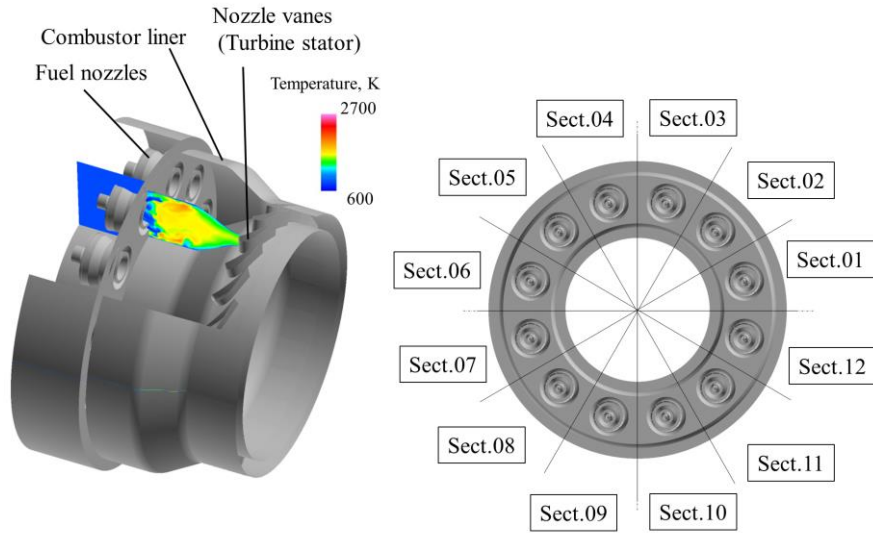 Nozzle vanes
(Turbine stator)
Combustor liner
Fuel nozzles
Temperature, K
2700
600
Sect.04
Sect.03
Sect.05
Sect.02
Sect.06
Sect.01
Sect.07
Sect.12
Sect.08
Sect.11
Sect.09
Sect.10